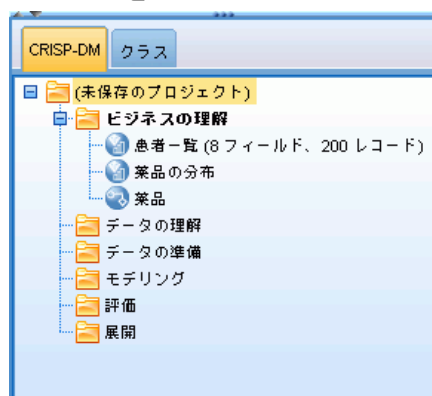 CRISP-DM クラス
(未保存のプロジェクト)
ビジネスの理解
患者一覧 (8 フィールド、200 レコード)
薬品の分布
薬品
データの理解
データの準備
モデリング
評価
展開